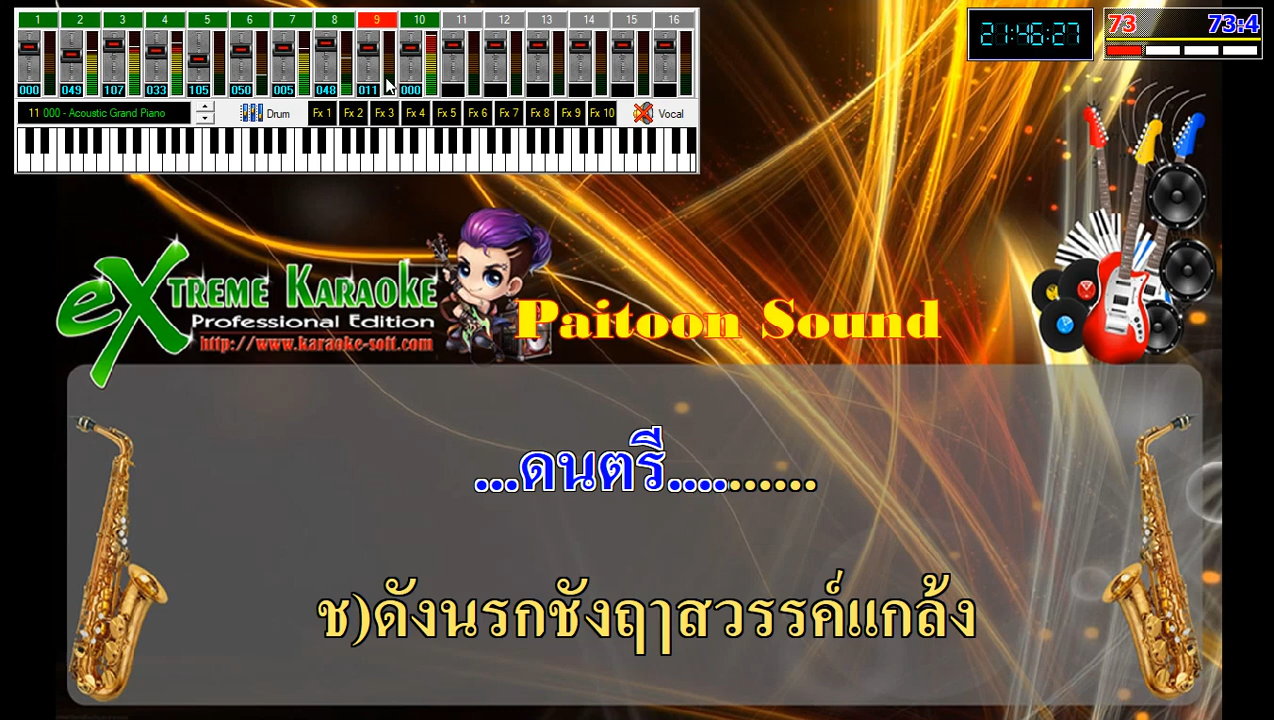 1 2 3 4 5 6 7 8 9 10 11 12 13 14 15 16
000 049 107 033 105 050 005 048 011 000
11 000 - Acoustic Grand Piano Drum Fx 1 Fx 2 Fx 3 Fx 4 Fx 5 Fx 6 Fx 7 Fx 8 Fx 9 Fx 10 Vocal
21:46:27
73 73:4
eXtreme Karaoke
Professional Edition
http://www.karaoke-soft.com
Paitoon Sound
...ดนตรี..........
ช)ดังนรกชังฤๅสวรรค์แกล้ง